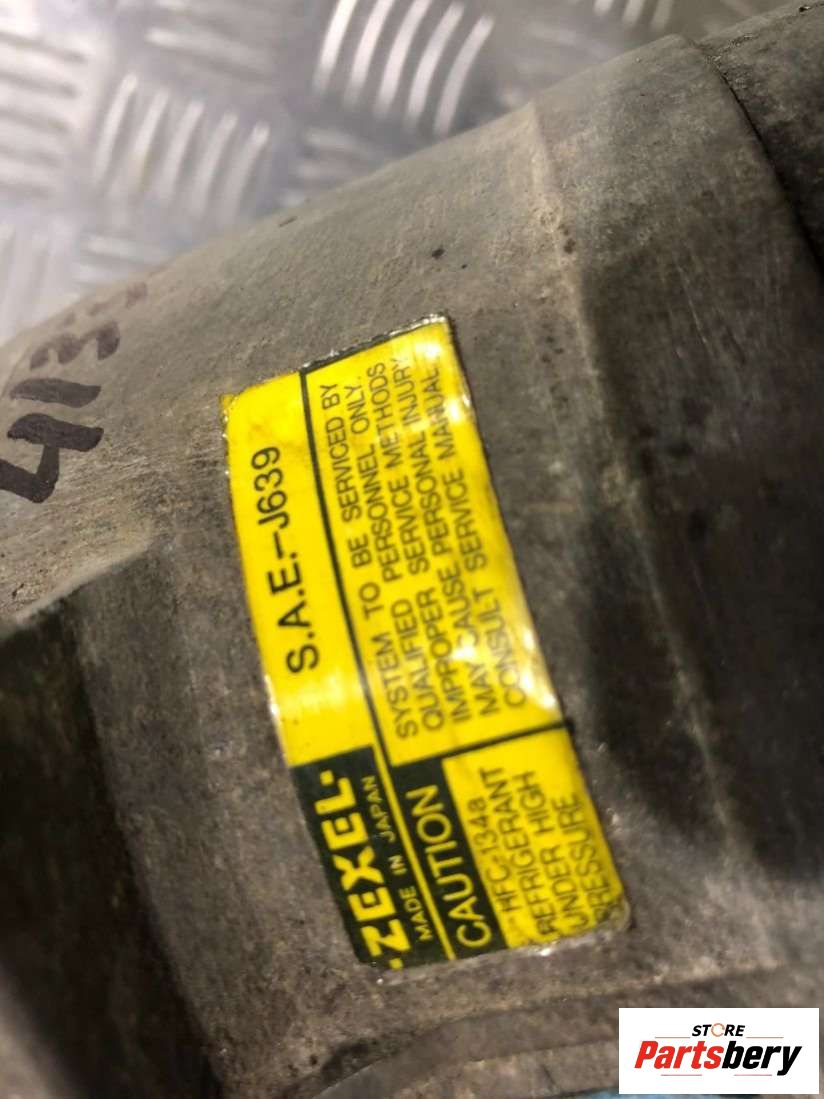 4133
·ZEXEL·
MADE IN JAPAN
S.A.E.-J639
CAUTION
SYSTEM TO BE SERVICED BY
QUALIFIED PERSONNEL ONLY.
IMPROPER SERVICE METHODS
MAY CAUSE PERSONAL INJURY
CONSULT SERVICE MANUAL.
HFC-134a
REFRIGERANT
UNDER HIGH
PRESSURE
STORE
Partsbery